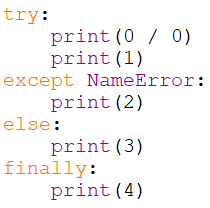 try:
    print(0 / 0)
    print(1)
except NameError:
    print(2)
else:
    print(3)
finally:
    print(4)